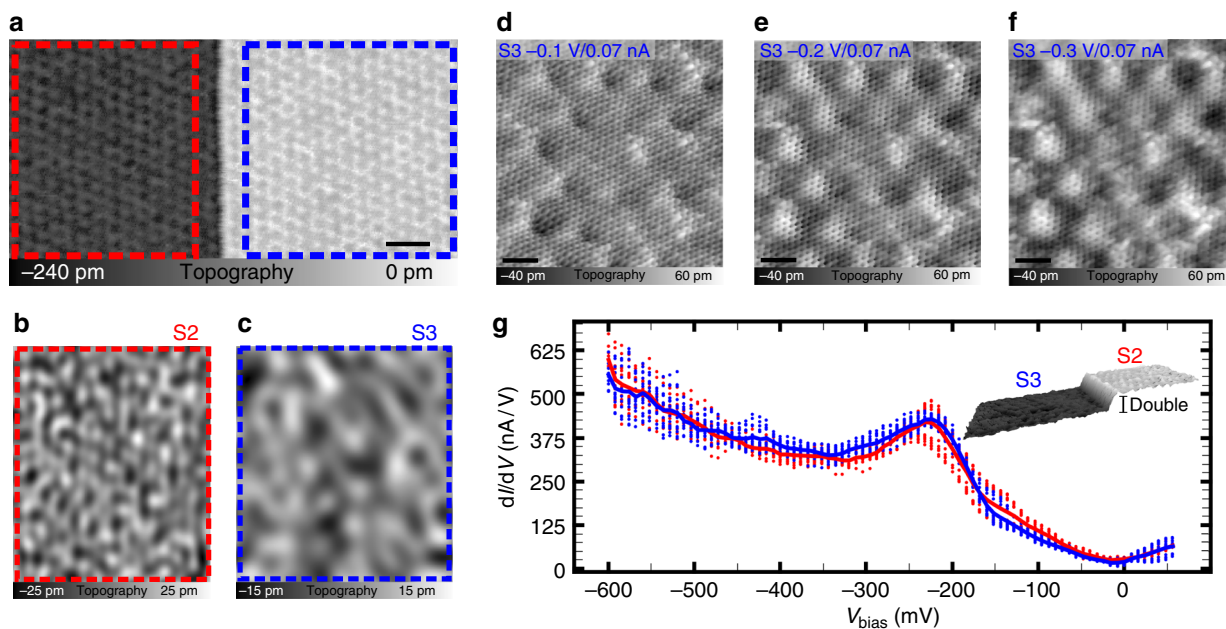 a
−240 pm Topography 0 pm
b S2
−25 pm Topography 25 pm
c S3
−15 pm Topography 15 pm
d
S3 −0.1 V/0.07 nA
−40 pm Topography 60 pm
e
S3 −0.2 V/0.07 nA
−40 pm Topography 60 pm
f
S3 −0.3 V/0.07 nA
−40 pm Topography 60 pm
g
dI/dV (nA / V)
625
500
375
250
125
0
−600 −500 −400 −300 −200 −100 0
Vbias (mV)
S2
S3
Double